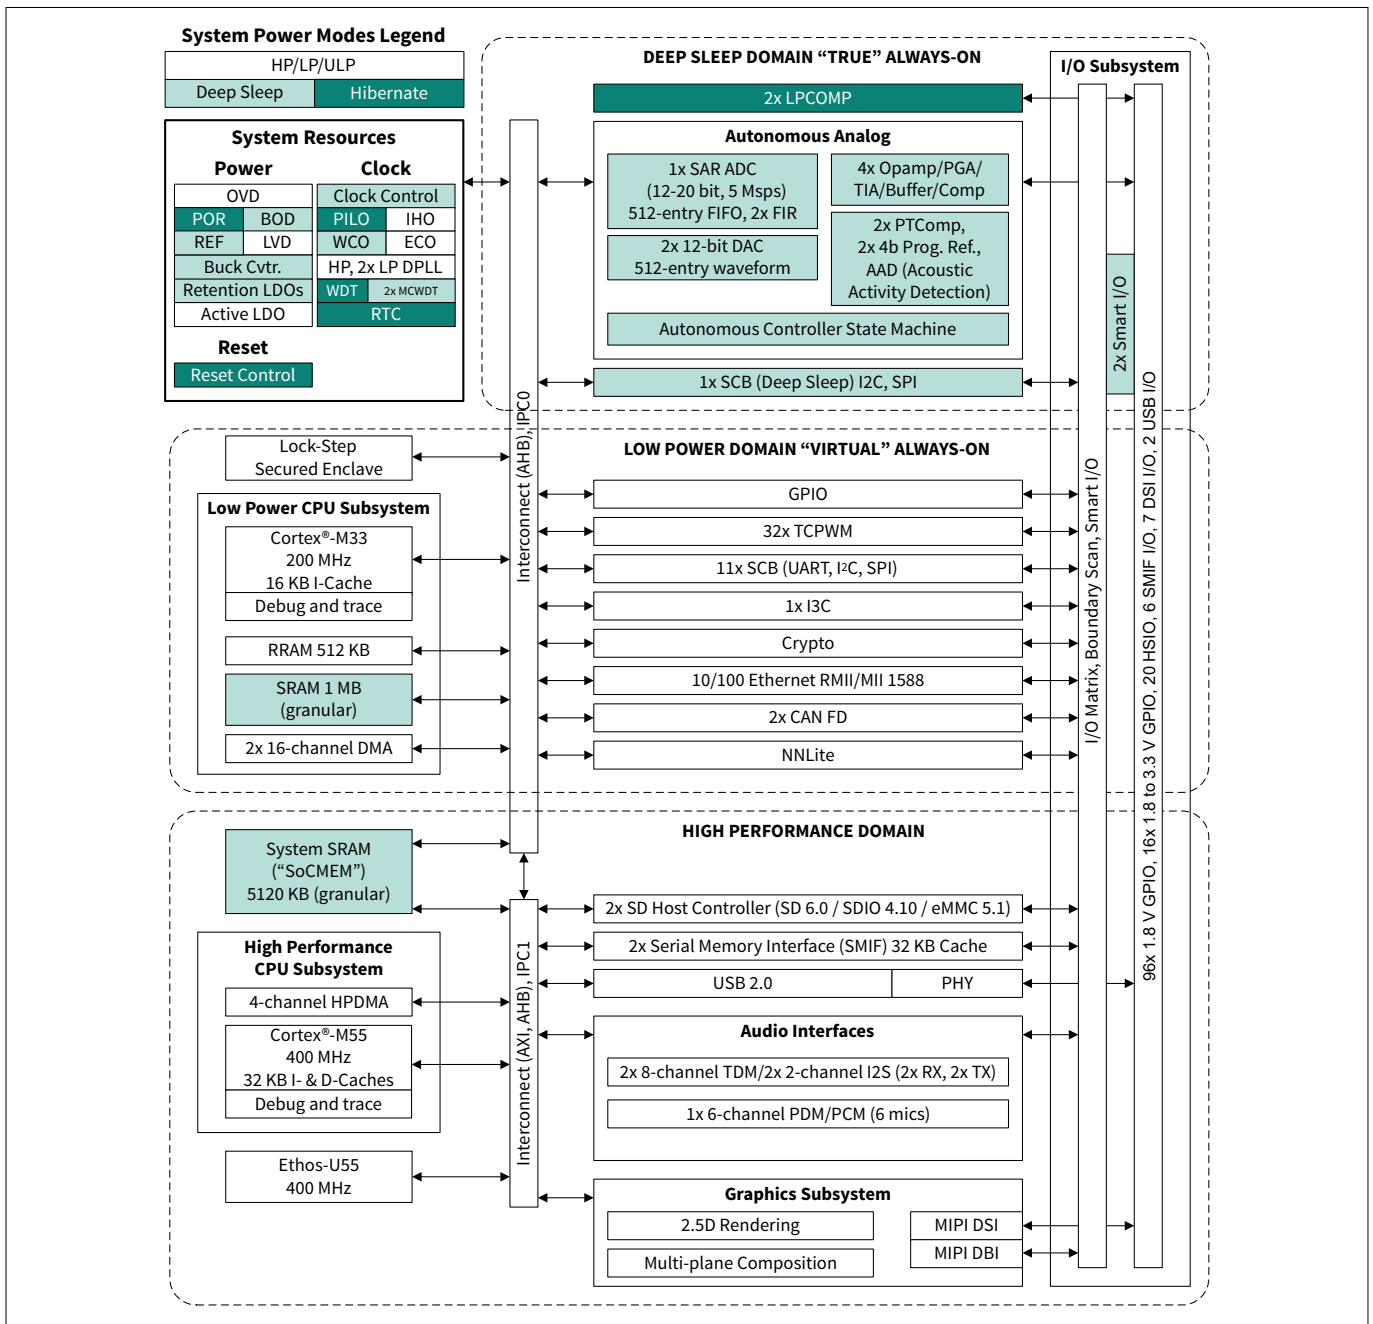 System Power Modes Legend
HP/LP/ULP
Deep Sleep
Hibernate
System Resources
Power
Clock
OVD
POR
BOD
REF
LVD
Buck Cvtr.
Retention LDOs
Active LDO
Clock Control
PILO
IHO
WCO
ECO
HP, 2x LP DPLL
WDT
2x MCWDT
RTC
Reset
Reset Control
DEEP SLEEP DOMAIN “TRUE” ALWAYS-ON
2x LPCOMP
Autonomous Analog
1x SAR ADC
(12-20 bit, 5 Msps)
512-entry FIFO, 2x FIR
2x 12-bit DAC
512-entry waveform
4x Opamp/PGA/
TIA/Buffer/Comp
2x PTComp,
2x 4b Prog. Ref.,
AAD (Acoustic
Activity Detection)
Autonomous Controller State Machine
1x SCB (Deep Sleep) I2C, SPI
I/O Subsystem
2x Smart I/O
I/O Matrix, Boundary Scan, Smart I/O
96x 1.8 V GPIO, 16x 1.8 to 3.3 V GPIO, 20 HSIO, 6 SMIF I/O, 7 DSI I/O, 2 USB I/O
Interconnect (AHB), IPC0
LOW POWER DOMAIN “VIRTUAL” ALWAYS-ON
Lock-Step
Secured Enclave
Low Power CPU Subsystem
Cortex®-M33
200 MHz
16 KB I-Cache
Debug and trace
RRAM 512 KB
SRAM 1 MB
(granular)
2x 16-channel DMA
GPIO
32x TCPWM
11x SCB (UART, I²C, SPI)
1x I3C
Crypto
10/100 Ethernet RMII/MII 1588
2x CAN FD
NNLite
HIGH PERFORMANCE DOMAIN
System SRAM
(“SoCMEM”)
5120 KB (granular)
High Performance
CPU Subsystem
4-channel HPDMA
Cortex®-M55
400 MHz
32 KB I- & D-Caches
Debug and trace
Ethos-U55
400 MHz
Interconnect (AXI, AHB), IPC1
2x SD Host Controller (SD 6.0 / SDIO 4.10 / eMMC 5.1)
2x Serial Memory Interface (SMIF) 32 KB Cache
USB 2.0
PHY
Audio Interfaces
2x 8-channel TDM/2x 2-channel I2S (2x RX, 2x TX)
1x 6-channel PDM/PCM (6 mics)
Graphics Subsystem
2.5D Rendering
Multi-plane Composition
MIPI DSI
MIPI DBI